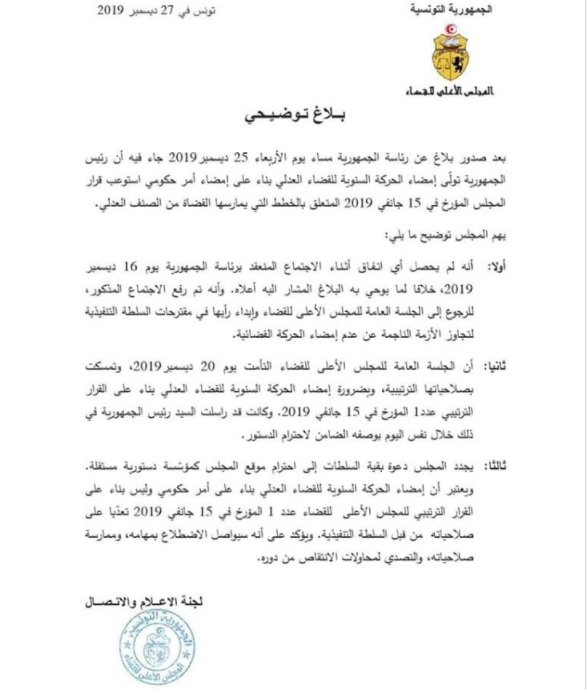 الجمهورية التونسية
تونس في 27 ديسمبر 2019
المجلس الأعلى للقضاء
بـلاغ تـوضـيـحـي
بعد صدور بلاغ عن رئاسة الجمهورية مساء يوم الأربعاء 25 ديسمبر 2019 جاء فيه أن رئيس
الجمهورية تولّى إمضاء الحركة السنوية للقضاء العدلي بناء على إمضاء أمر حكومي استوعب قرار
المجلس المؤرخ في 15 جانفي 2019 المتعلق بالخطط التي يمارسها القضاة من الصنف العدلي.
يهم المجلس توضيح ما يلي:
أولا: أنه لم يحصل أي اتفاق أثناء الاجتماع المنعقد برئاسة الجمهورية يوم 16 ديسمبر
2019، خلافا لما يوحي به البلاغ المشار اليه أعلاه. وأنه تم رفع الاجتماع المذكور،
للرجوع إلى الجلسة العامة للمجلس الأعلى للقضاء وإبداء رأيها في مقترحات السلطة التنفيذية
لتجاوز الأزمة الناجمة عن عدم إمضاء الحركة القضائية.
ثانيا: أن الجلسة العامة للمجلس الأعلى للقضاء التأمت يوم 20 ديسمبر 2019، وتمسكت
بصلاحياتها الترتيبية، وبضرورة إمضاء الحركة السنوية للقضاء العدلي بناء على القرار
الترتيبي عدد1 المؤرخ في 15 جانفي 2019. وكانت قد راسلت السيد رئيس الجمهورية في
ذلك خلال نفس اليوم بوصفه الضامن لاحترام الدستور.
ثالثا: يجدد المجلس دعوة بقية السلطات إلى احترام موقع المجلس كمؤسّسة دستورية مستقلة.
ويعتبر أن إمضاء الحركة السنوية للقضاء العدلي بناء على أمر حكومي وليس بناء على
القرار الترتيبي للمجلس الأعلى للقضاء عدد 1 المؤرخ في 15 جانفي 2019 تعدّيا على
صلاحياته من قبل السلطة التنفيذية. ويؤكد على أنه سيواصل الاضطلاع بمهامه، وممارسة
صلاحياته، والتصدي لمحاولات الانتقاص من دوره.
لجنة الاعلام والاتـصـال
الجمهورية التونسية
المجلس الأعلى للقضاء